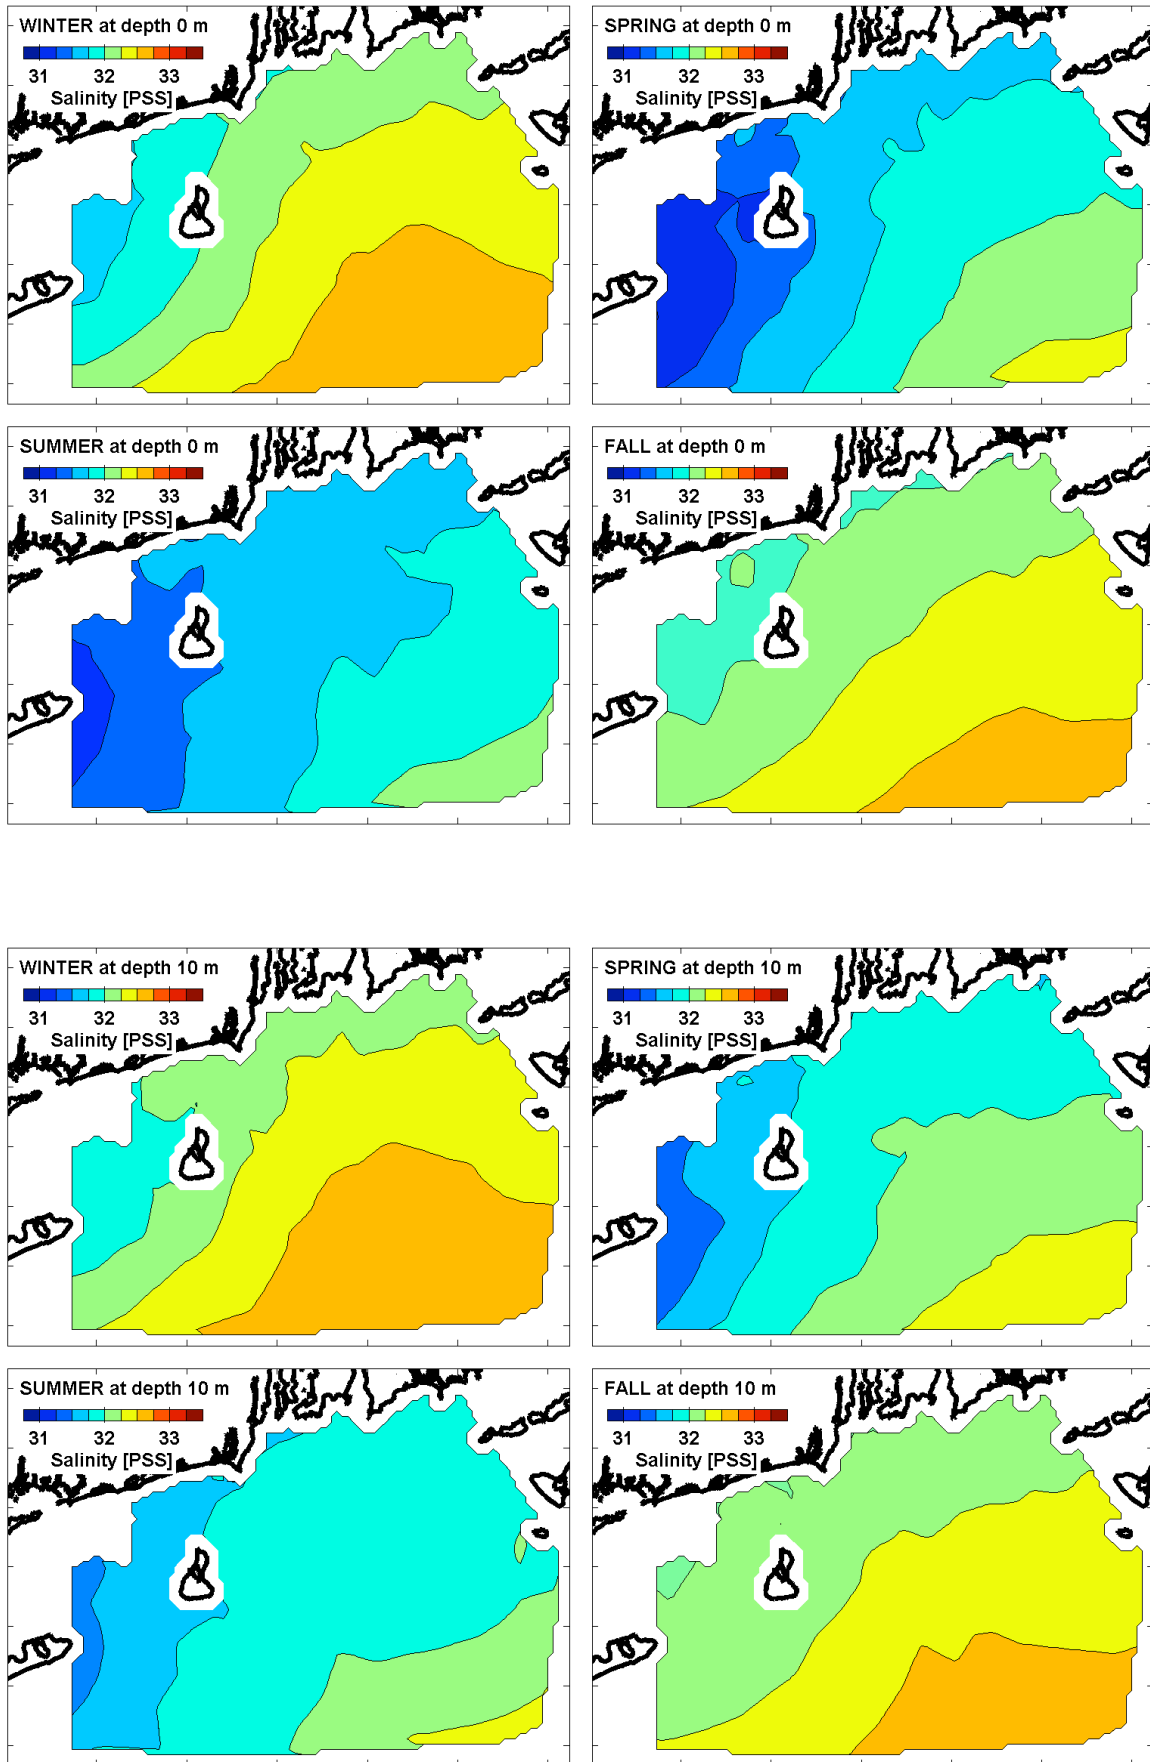 WINTER at depth 0 m
31 32 33
Salinity [PSS]
SPRING at depth 0 m
31 32 33
Salinity [PSS]
SUMMER at depth 0 m
31 32 33
Salinity [PSS]
FALL at depth 0 m
31 32 33
Salinity [PSS]
WINTER at depth 10 m
31 32 33
Salinity [PSS]
SPRING at depth 10 m
31 32 33
Salinity [PSS]
SUMMER at depth 10 m
31 32 33
Salinity [PSS]
FALL at depth 10 m
31 32 33
Salinity [PSS]